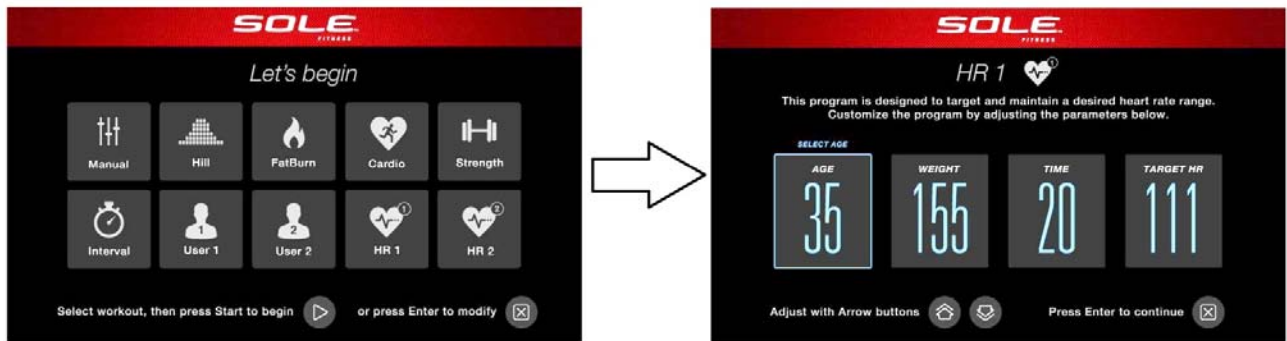 SOLE
FITNESS
Let's begin
Manual
Hill
FatBurn
Cardio
Strength
Interval
1
User 1
2
User 2
1
HR 1
2
HR 2
Select workout, then press Start to begin
or press Enter to modify
SOLE
FITNESS
HR 1
1
This program is designed to target and maintain a desired heart rate range.
Customize the program by adjusting the parameters below.
SELECT AGE
AGE
35
WEIGHT
155
TIME
20
TARGET HR
111
Adjust with Arrow buttons
Press Enter to continue